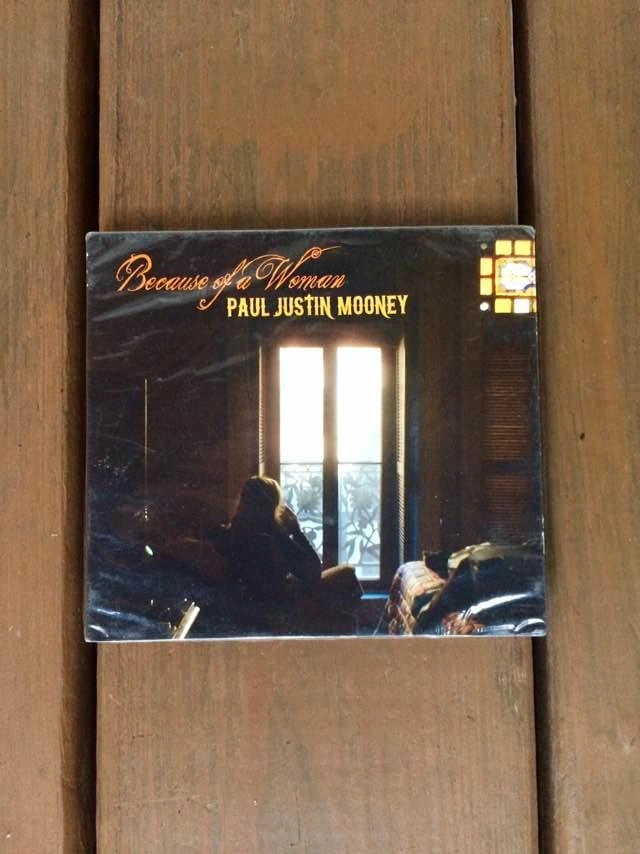 Because of a Woman
PAUL JUSTIN MOONEY